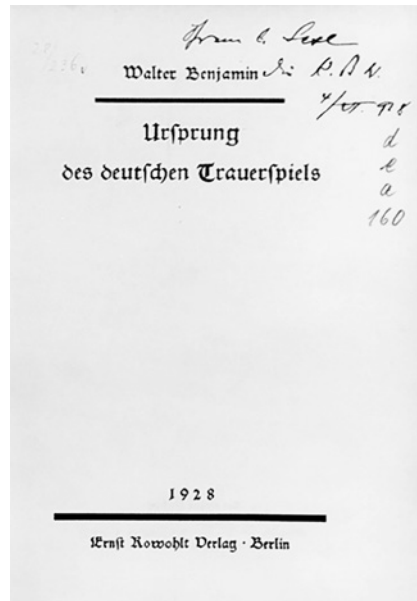 Walter Benjamin
Urſprung
des deutſchen Trauerſpiels
d
e
a
160
1928
Ernſt Rowohlt Verlag · Berlin